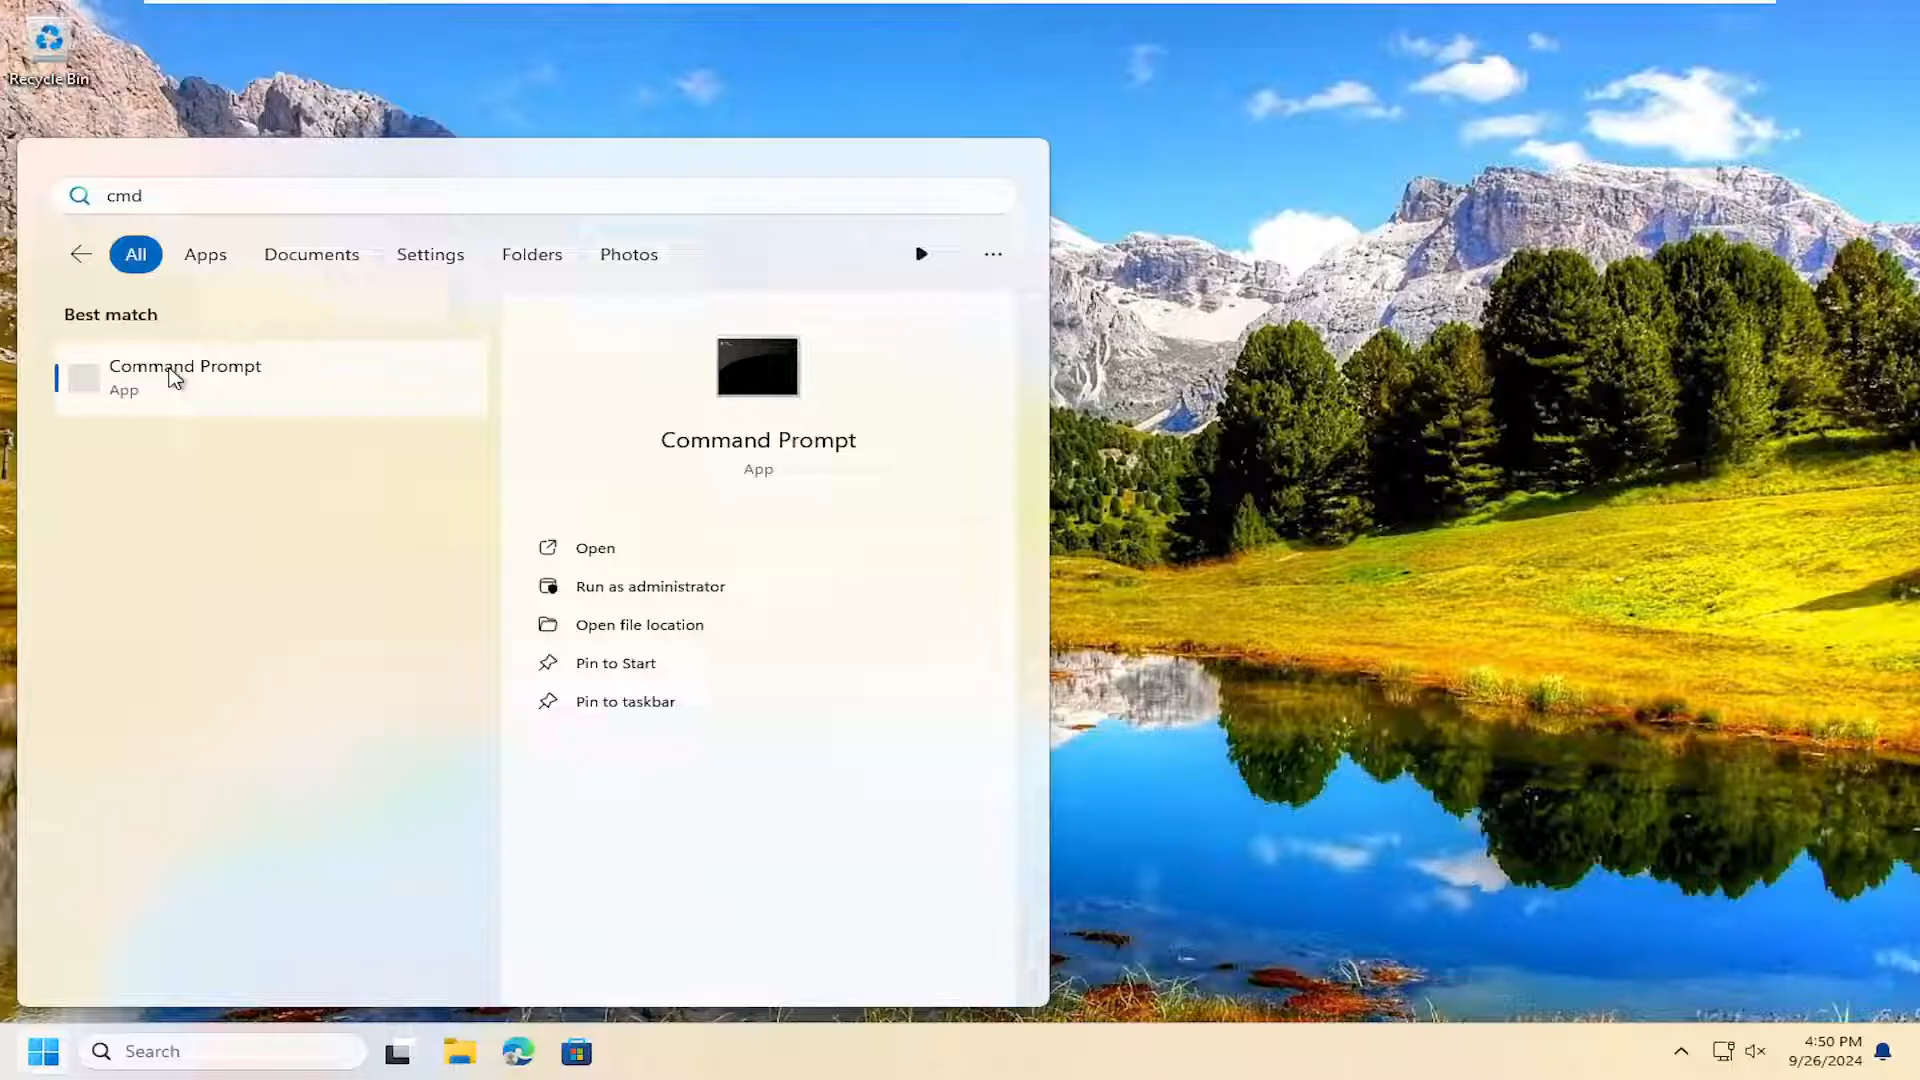 Recycle Bin
cmd
All
Apps
Documents
Settings
Folders
Photos
Best match
Command Prompt
App
Command Prompt
App
Open
Run as administrator
Open file location
Pin to Start
Pin to taskbar
Search
4:50 PM
9/26/2024